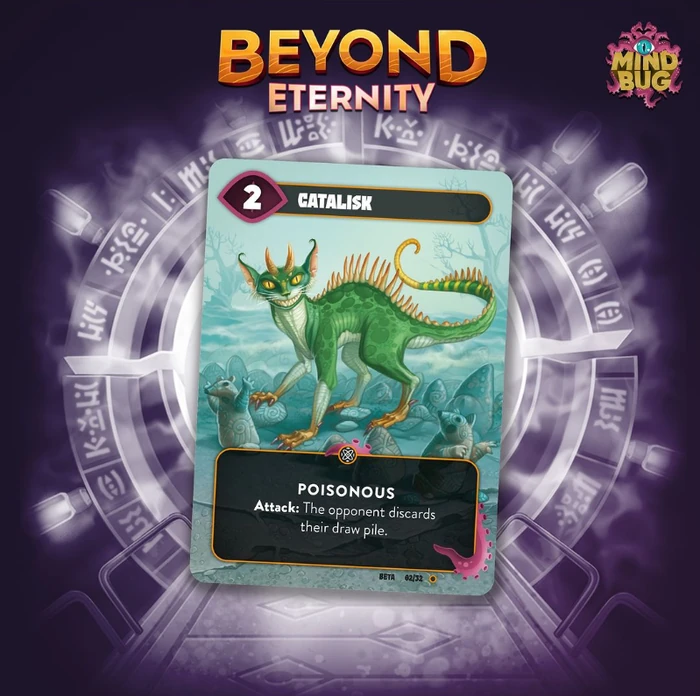 BEYOND
ETERNITY
MIND
BUG
2 CATALISK
POISONOUS
Attack: The opponent discards
their draw pile.
BETA 02/32